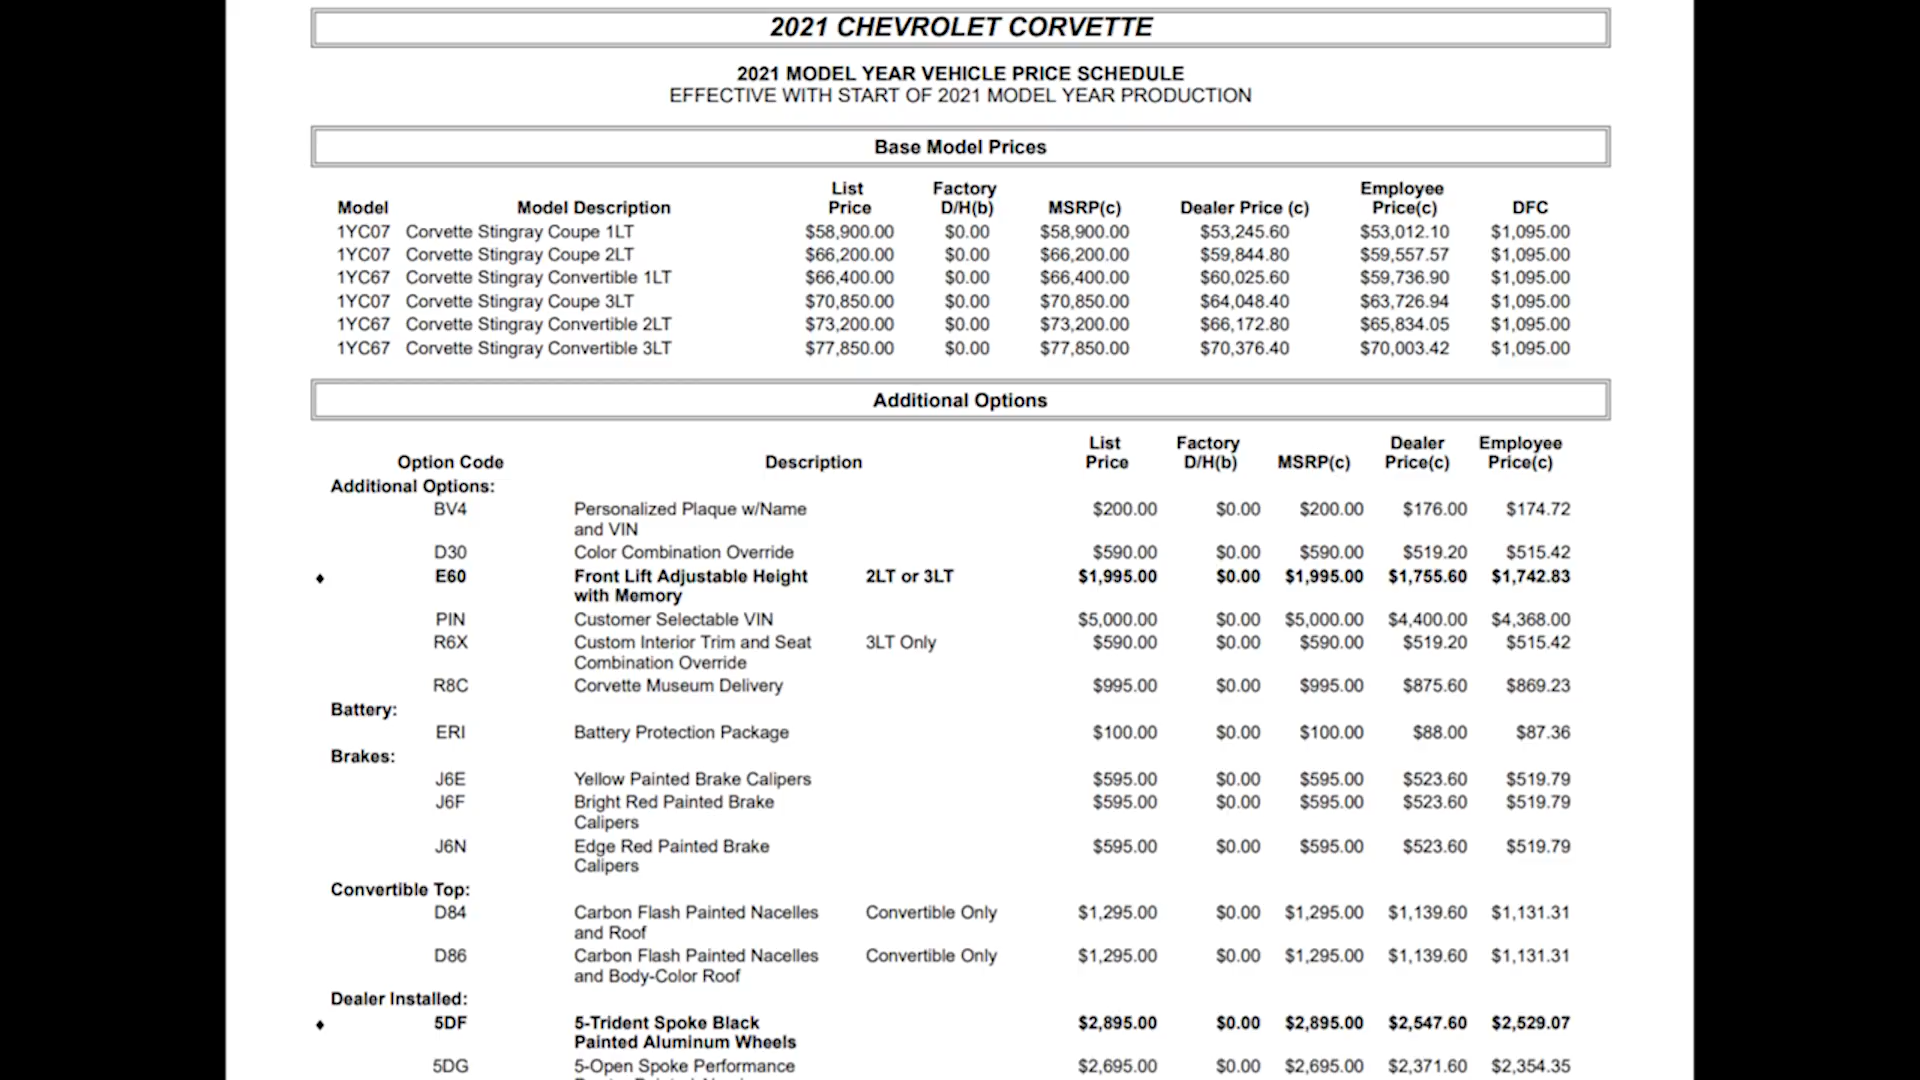 2021 CHEVROLET CORVETTE
2021 MODEL YEAR VEHICLE PRICE SCHEDULE
EFFECTIVE WITH START OF 2021 MODEL YEAR PRODUCTION
Base Model Prices
List Factory Employee
Model Model Description Price D/H(b) MSRP(c) Dealer Price (c) Price(c) DFC
1YC07 Corvette Stingray Coupe 1LT $58,900.00 $0.00 $58,900.00 $53,245.60 $53,012.10 $1,095.00
1YC07 Corvette Stingray Coupe 2LT $66,200.00 $0.00 $66,200.00 $59,844.80 $59,557.57 $1,095.00
1YC67 Corvette Stingray Convertible 1LT $66,400.00 $0.00 $66,400.00 $60,025.60 $59,736.90 $1,095.00
1YC07 Corvette Stingray Coupe 3LT $70,850.00 $0.00 $70,850.00 $64,048.40 $63,726.94 $1,095.00
1YC67 Corvette Stingray Convertible 2LT $73,200.00 $0.00 $73,200.00 $66,172.80 $65,834.05 $1,095.00
1YC67 Corvette Stingray Convertible 3LT $77,850.00 $0.00 $77,850.00 $70,376.40 $70,003.42 $1,095.00
Additional Options
List Factory Dealer Employee
Option Code Description Price D/H(b) MSRP(c) Price(c) Price(c)
Additional Options:
BV4 Personalized Plaque w/Name $200.00 $0.00 $200.00 $176.00 $174.72
and VIN
D30 Color Combination Override $590.00 $0.00 $590.00 $519.20 $515.42
♦ E60 Front Lift Adjustable Height 2LT or 3LT $1,995.00 $0.00 $1,995.00 $1,755.60 $1,742.83
with Memory
PIN Customer Selectable VIN $5,000.00 $0.00 $5,000.00 $4,400.00 $4,368.00
R6X Custom Interior Trim and Seat 3LT Only $590.00 $0.00 $590.00 $519.20 $515.42
Combination Override
R8C Corvette Museum Delivery $995.00 $0.00 $995.00 $875.60 $869.23
Battery:
ERI Battery Protection Package $100.00 $0.00 $100.00 $88.00 $87.36
Brakes:
J6E Yellow Painted Brake Calipers $595.00 $0.00 $595.00 $523.60 $519.79
J6F Bright Red Painted Brake $595.00 $0.00 $595.00 $523.60 $519.79
Calipers
J6N Edge Red Painted Brake $595.00 $0.00 $595.00 $523.60 $519.79
Calipers
Convertible Top:
D84 Carbon Flash Painted Nacelles Convertible Only $1,295.00 $0.00 $1,295.00 $1,139.60 $1,131.31
and Roof
D86 Carbon Flash Painted Nacelles Convertible Only $1,295.00 $0.00 $1,295.00 $1,139.60 $1,131.31
and Body-Color Roof
Dealer Installed:
♦ 5DF 5-Trident Spoke Black $2,895.00 $0.00 $2,895.00 $2,547.60 $2,529.07
Painted Aluminum Wheels
5DG 5-Open Spoke Performance $2,695.00 $0.00 $2,695.00 $2,371.60 $2,354.35